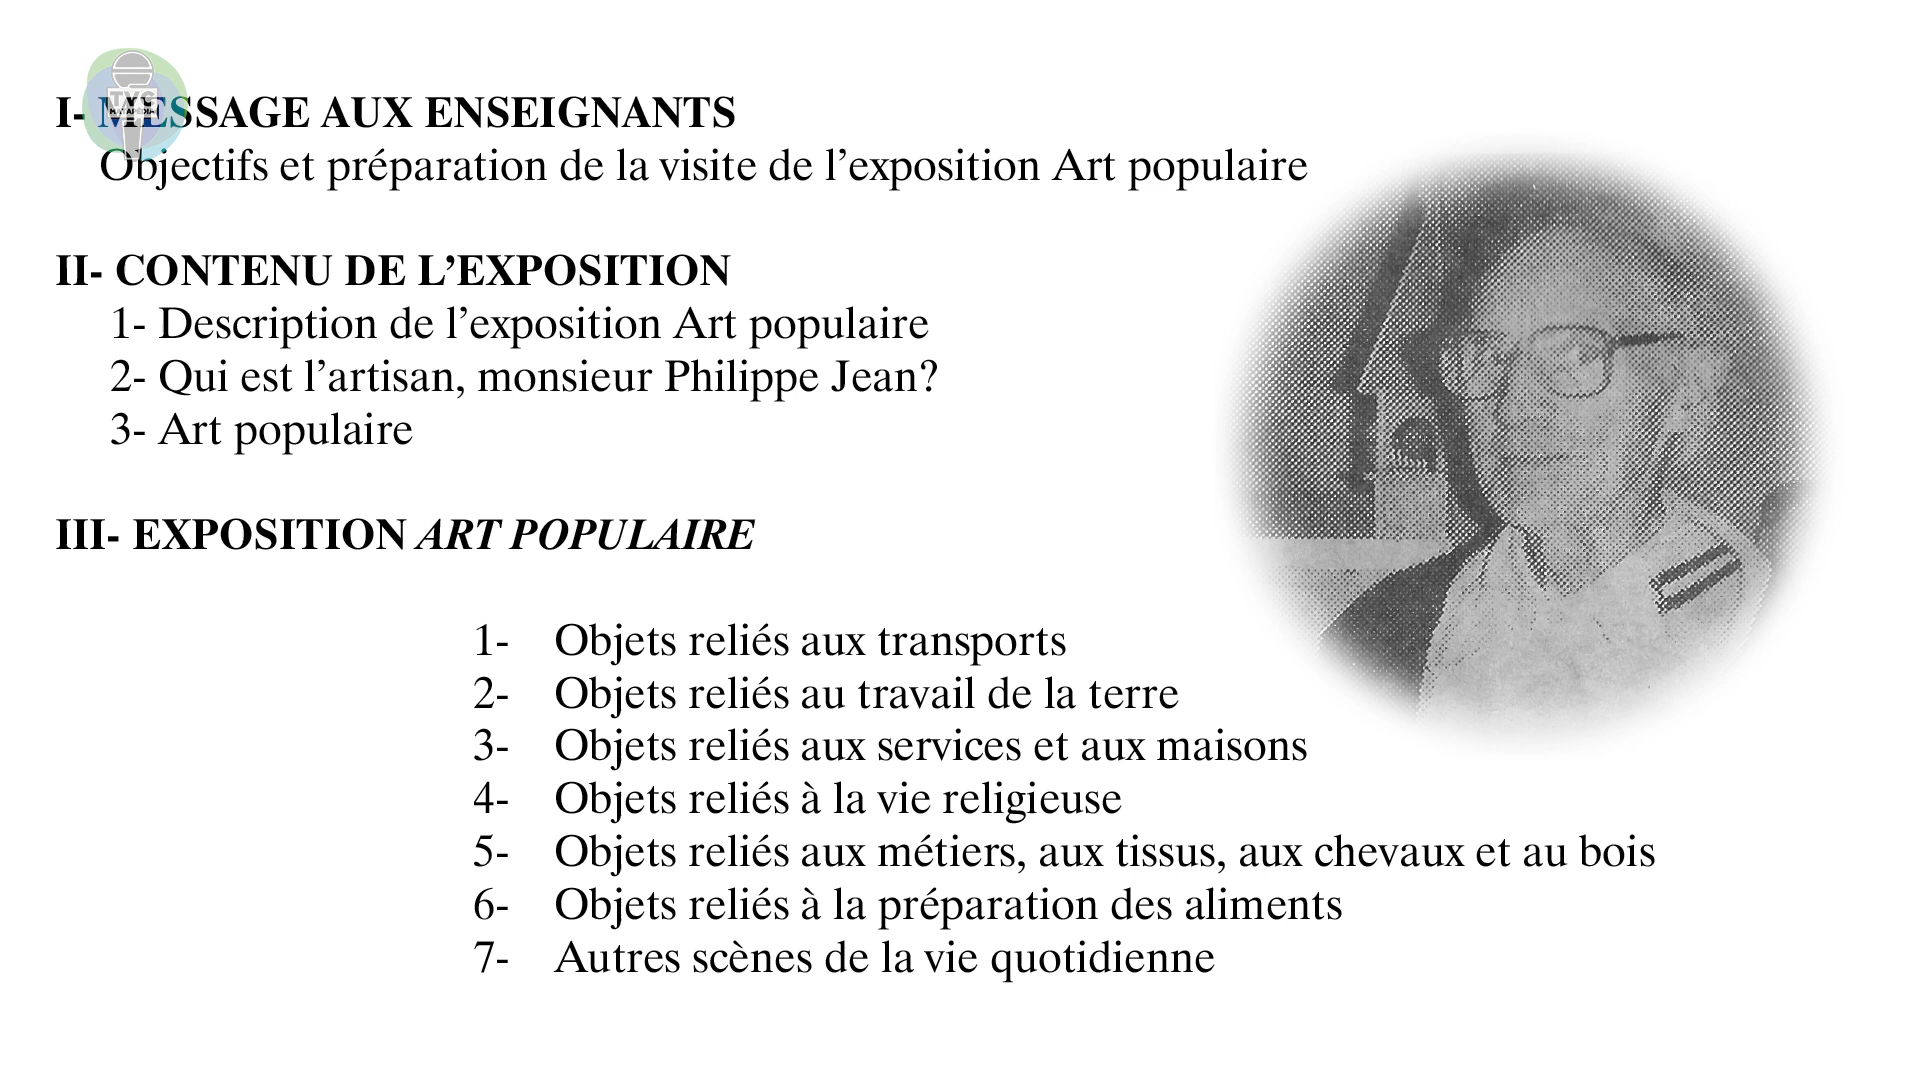 I- MESSAGE AUX ENSEIGNANTS
Objectifs et préparation de la visite de l’exposition Art populaire
II- CONTENU DE L’EXPOSITION
1- Description de l’exposition Art populaire
2- Qui est l’artisan, monsieur Philippe Jean?
3- Art populaire
III- EXPOSITION ART POPULAIRE
1- Objets reliés aux transports
2- Objets reliés au travail de la terre
3- Objets reliés aux services et aux maisons
4- Objets reliés à la vie religieuse
5- Objets reliés aux métiers, aux tissus, aux chevaux et au bois
6- Objets reliés à la préparation des aliments
7- Autres scènes de la vie quotidienne
TVC